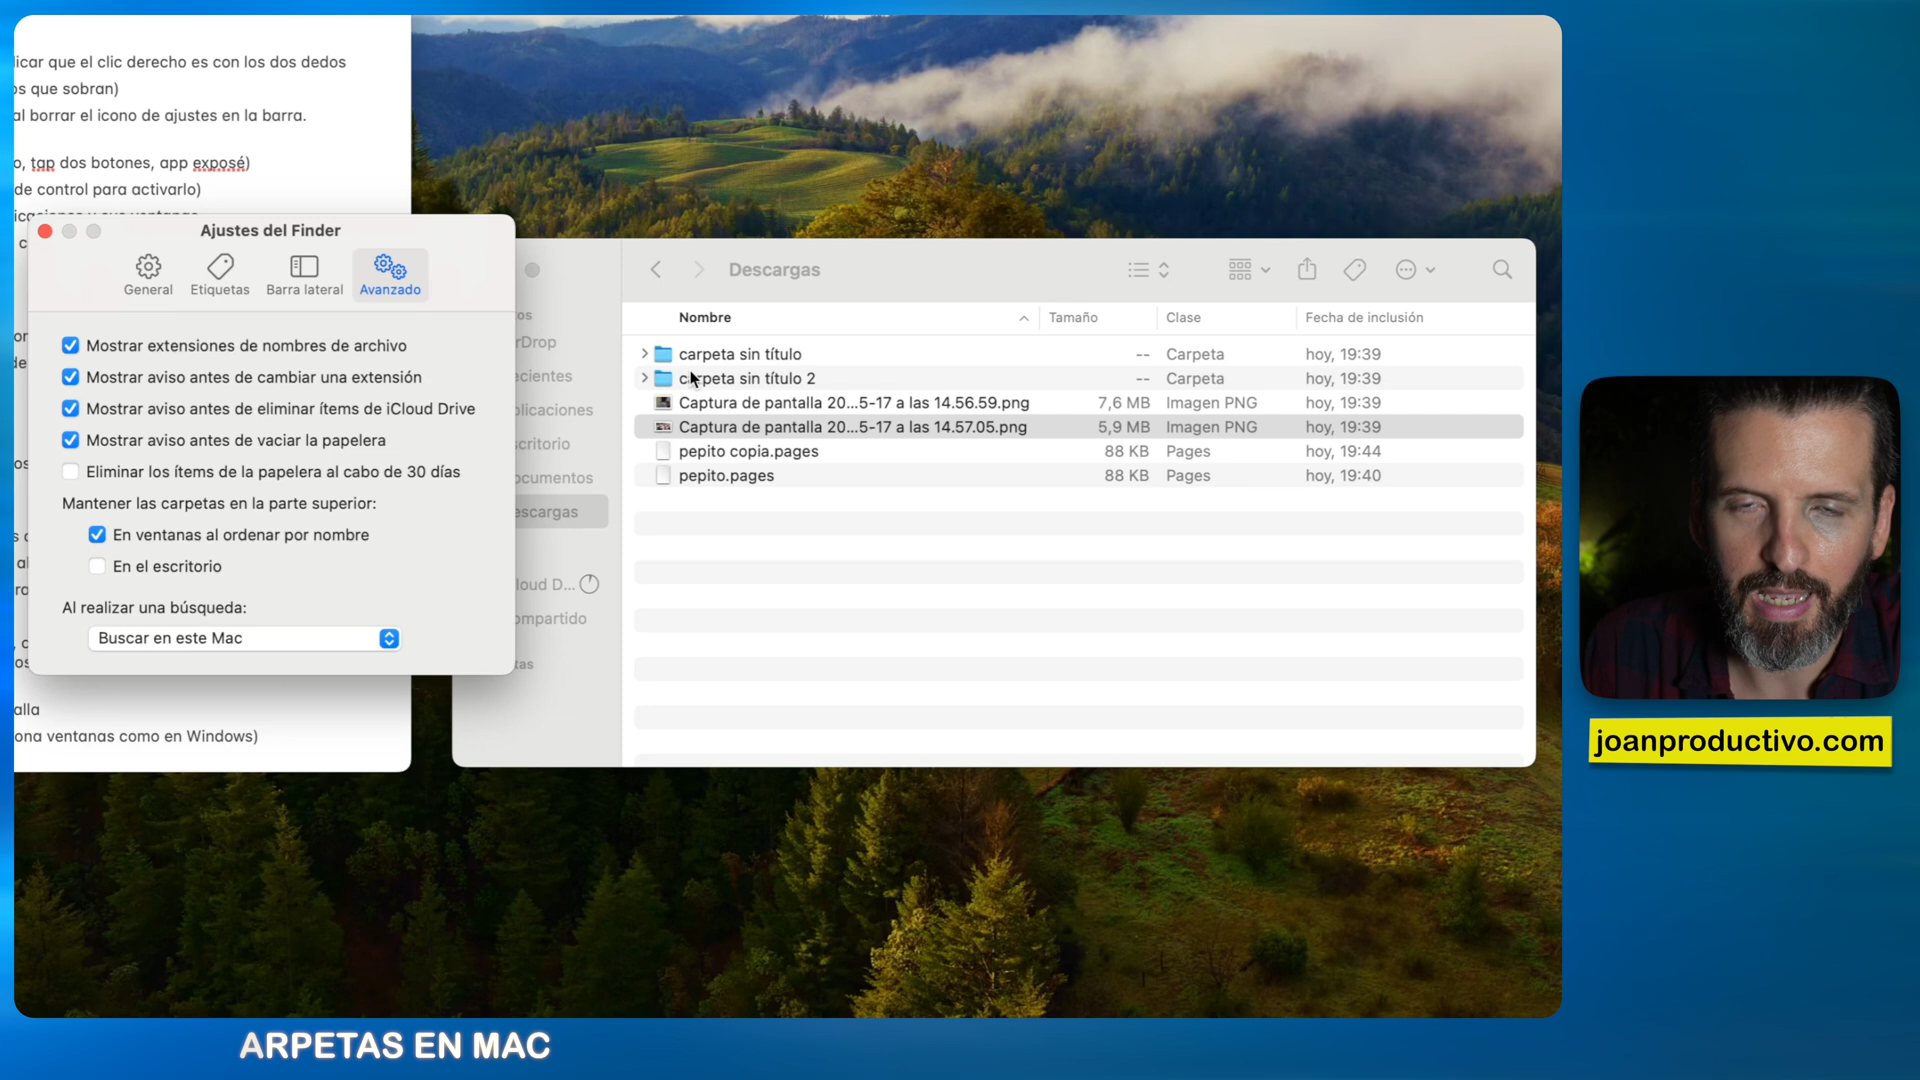 icar que el clic derecho es con los dos dedos
os que sobran)
al borrar el icono de ajustes en la barra.
o, tap dos botones, app exposé)
de control para activarlo)
Ajustes del Finder
General
Etiquetas
Barra lateral
Avanzado
Mostrar extensiones de nombres de archivo
Mostrar aviso antes de cambiar una extensión
Mostrar aviso antes de eliminar ítems de iCloud Drive
Mostrar aviso antes de vaciar la papelera
Eliminar los ítems de la papelera al cabo de 30 días
Mantener las carpetas en la parte superior:
En ventanas al ordenar por nombre
En el escritorio
Al realizar una búsqueda:
Buscar en este Mac
alla
ona ventanas como en Windows)
os
rDrop
ecientes
plicaciones
scritorio
ocumentos
escargas
loud D...
ompartido
tas
Descargas
Nombre Tamaño Clase Fecha de inclusión
carpeta sin título -- Carpeta hoy, 19:39
carpeta sin título 2 -- Carpeta hoy, 19:39
Captura de pantalla 20...5-17 a las 14.56.59.png 7,6 MB Imagen PNG hoy, 19:39
Captura de pantalla 20...5-17 a las 14.57.05.png 5,9 MB Imagen PNG hoy, 19:39
pepito copia.pages 88 KB Pages hoy, 19:44
pepito.pages 88 KB Pages hoy, 19:40
joanproductivo.com
ARPETAS EN MAC